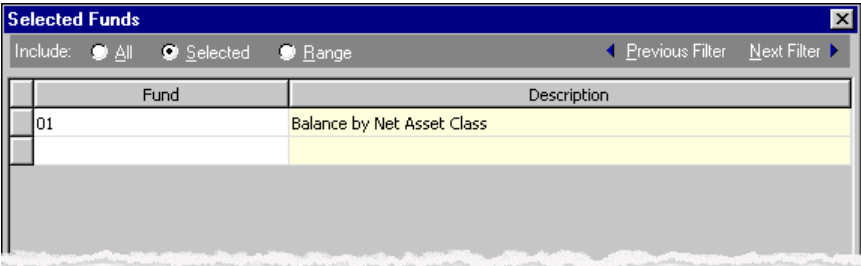 Selected Funds
Include: All Selected Range Previous Filter Next Filter
Fund Description
01 Balance by Net Asset Class